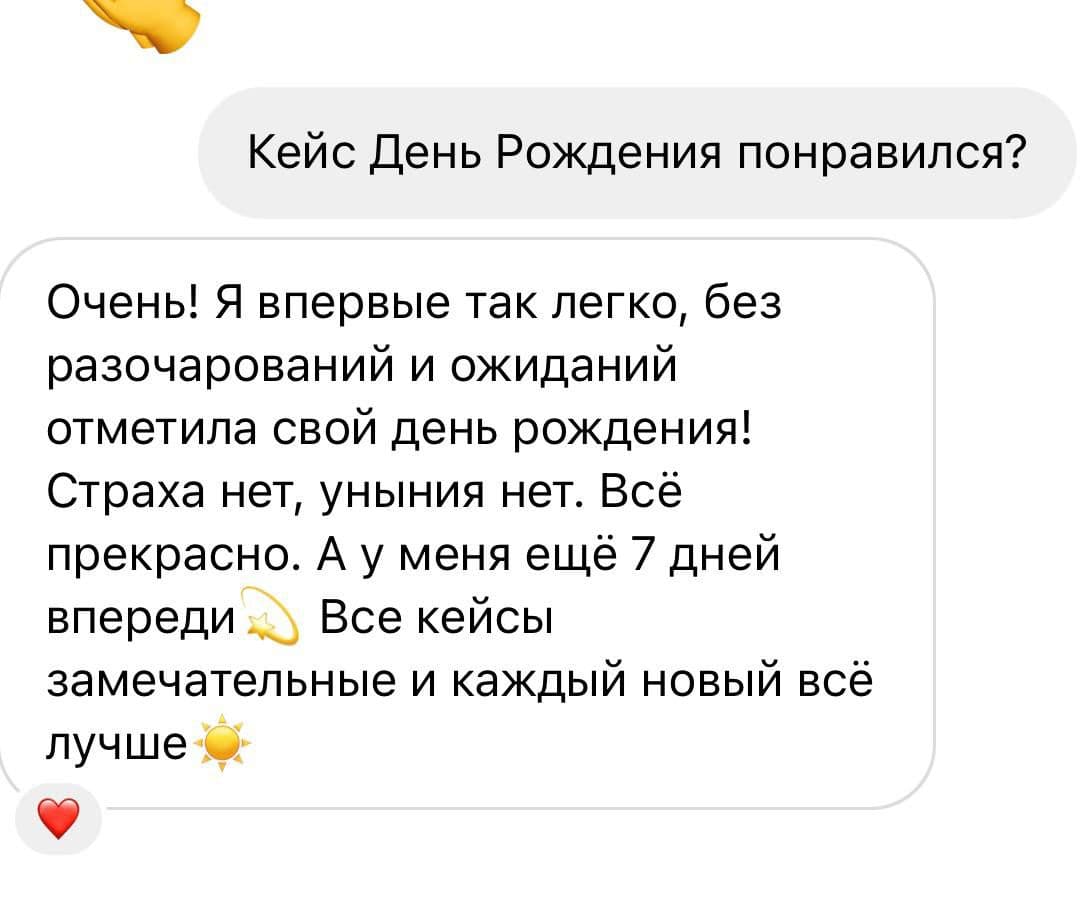 Кейс День Рождения понравился?
Очень! Я впервые так легко, без
разочарований и ожиданий
отметила свой день рождения!
Страха нет, уныния нет. Всё
прекрасно. А у меня ещё 7 дней
впереди💫 Все кейсы
замечательные и каждый новый всё
лучше☀️